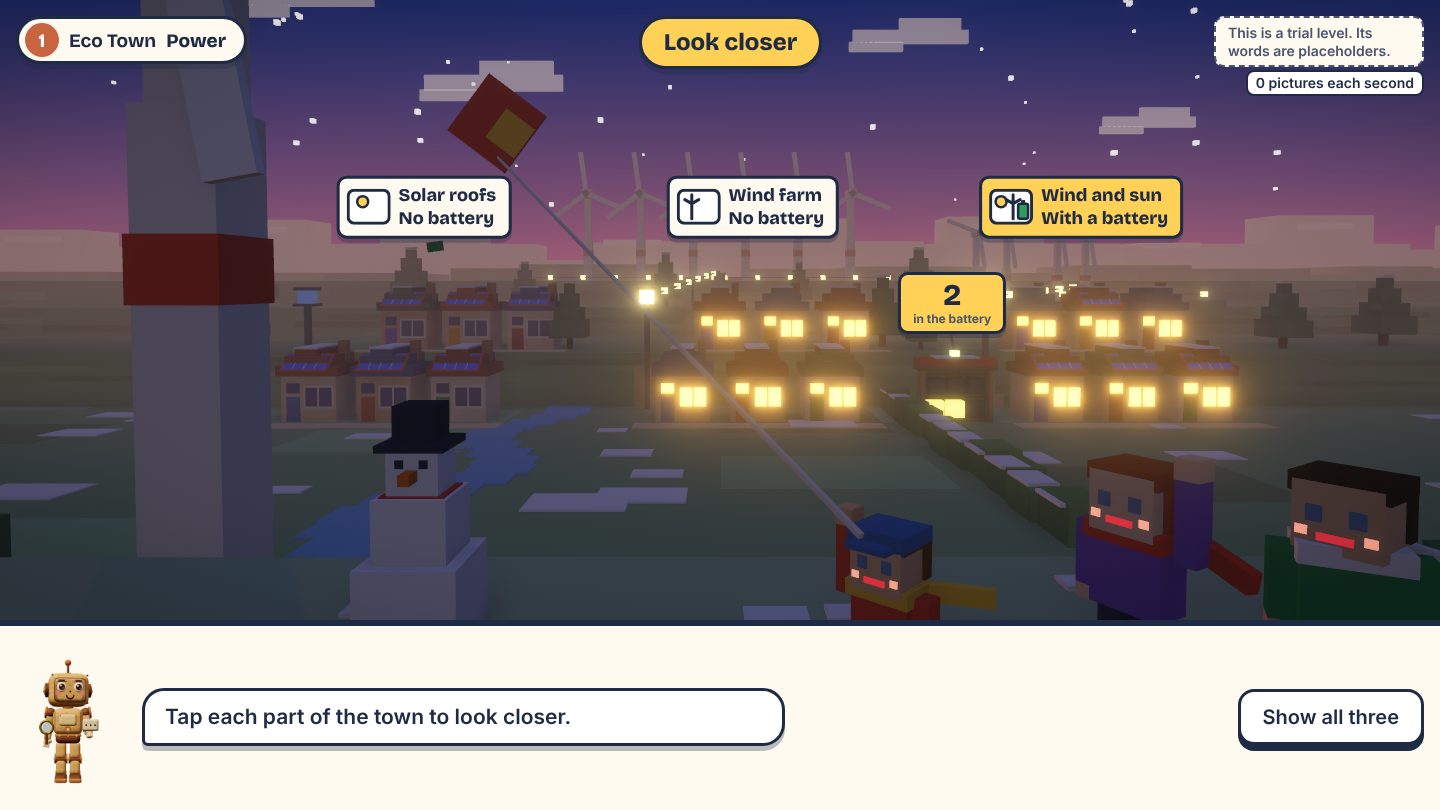 1 Eco Town Power
Look closer
This is a trial level. Its
words are placeholders.
0 pictures each second
Solar roofs
No battery
Wind farm
No battery
Wind and sun
With a battery
2
in the battery
Tap each part of the town to look closer.
Show all three